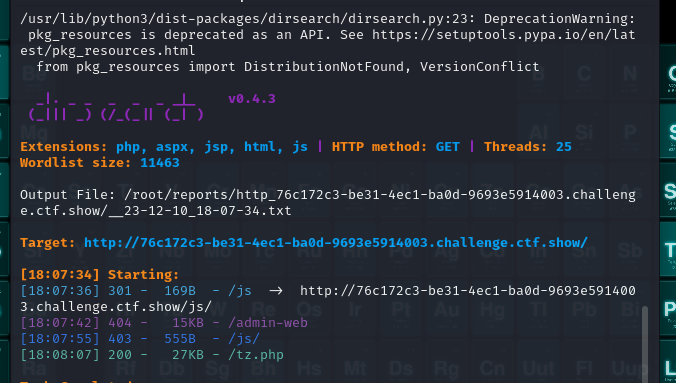 /usr/lib/python3/dist-packages/dirsearch/dirsearch.py:23: DeprecationWarning:
 pkg_resources is deprecated as an API. See https://setuptools.pypa.io/en/lat
est/pkg_resources.html
  from pkg_resources import DistributionNotFound, VersionConflict
  _|. _ _  _  _  _ _|_    v0.4.3
 (_||| _) (/_(_|| (_| )
Extensions: php, aspx, jsp, html, js | HTTP method: GET | Threads: 25
Wordlist size: 11463
Output File: /root/reports/http_76c172c3-be31-4ec1-ba0d-9693e5914003.challeng
e.ctf.show/__23-12-10_18-07-34.txt
Target: http://76c172c3-be31-4ec1-ba0d-9693e5914003.challenge.ctf.show/
[18:07:34] Starting:
[18:07:36] 301 -  169B  - /js  ->  http://76c172c3-be31-4ec1-ba0d-9693e591400
3.challenge.ctf.show/js/
[18:07:42] 404 -   15KB - /admin-web
[18:07:55] 403 -  555B  - /js/
[18:08:07] 200 -   27KB - /tz.php